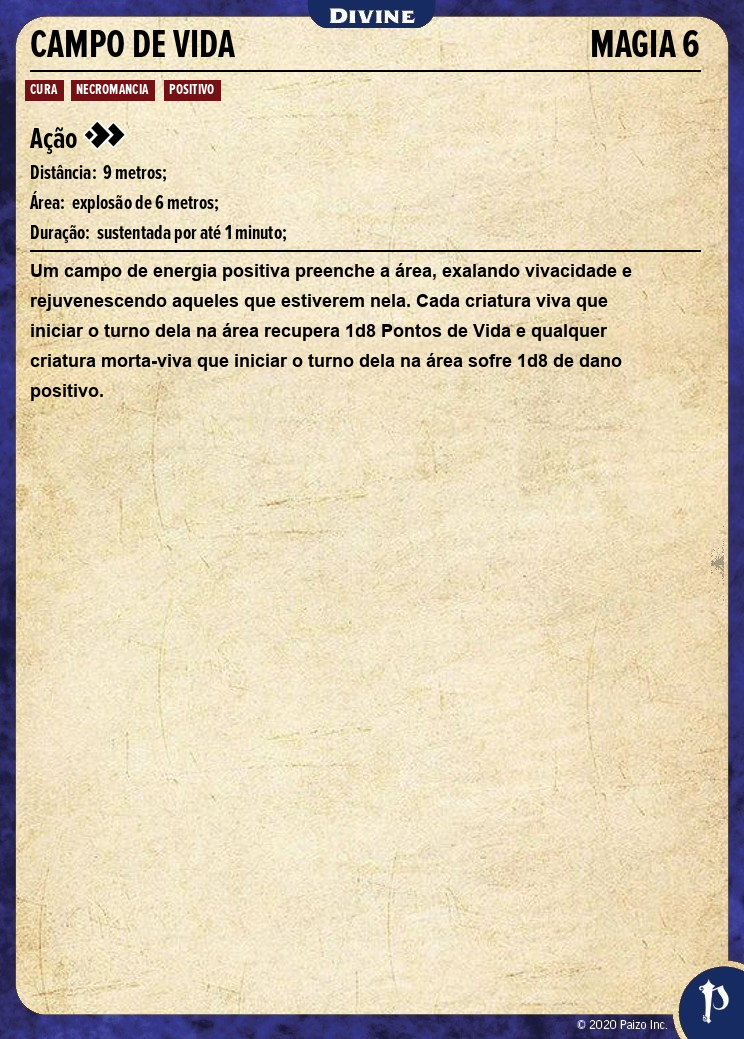 DIVINE
CAMPO DE VIDA MAGIA 6
CURA NECROMANCIA POSITIVO
Ação
Distância: 9 metros;
Área: explosão de 6 metros;
Duração: sustentada por até 1 minuto;
Um campo de energia positiva preenche a área, exalando vivacidade e
rejuvenescendo aqueles que estiverem nela. Cada criatura viva que
iniciar o turno dela na área recupera 1d8 Pontos de Vida e qualquer
criatura morta-viva que iniciar o turno dela na área sofre 1d8 de dano
positivo.
© 2020 Paizo Inc.
P